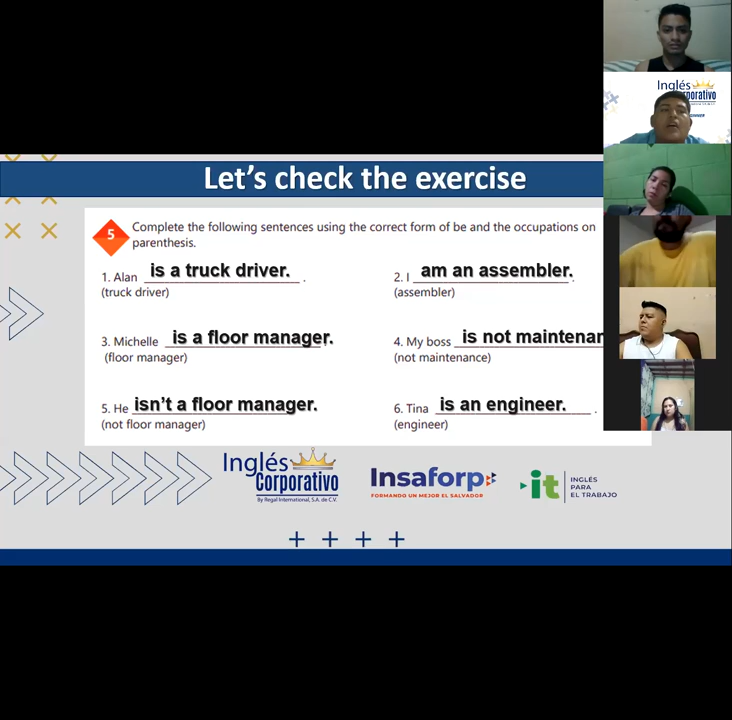 Inglés
Corporativo
Let's check the exercise
5
Complete the following sentences using the correct form of be and the occupations on
parenthesis.
1. Alan is a truck driver. .
(truck driver)
2. I am an assembler. .
(assembler)
3. Michelle is a floor manager.
(floor manager)
4. My boss is not maintenan
(not maintenance)
5. He isn't a floor manager.
(not floor manager)
6. Tina is an engineer. .
(engineer)
Inglés
Corporativo
By Regal International, S.A. de C.V.
Insaforp
FORMANDO UN MEJOR EL SALVADOR
it
INGLÉS
PARA
EL TRABAJO